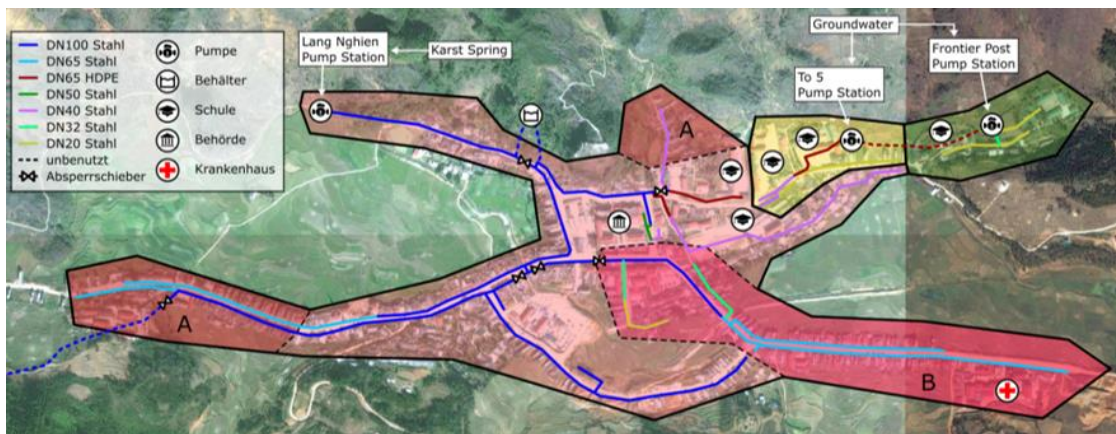 Groundwater
DN100 Stahl
DN65 Stahl
DN65 HDPE
DN50 Stahl
DN40 Stahl
DN32 Stahl
DN20 Stahl
unbenutzt
Absperrschieber
Pumpe
Behälter
Schule
Behörde
Krankenhaus
Lang Nghien
Pump Station
Karst Spring
Frontier Post
Pump Station
To 5
Pump Station
A
A
B